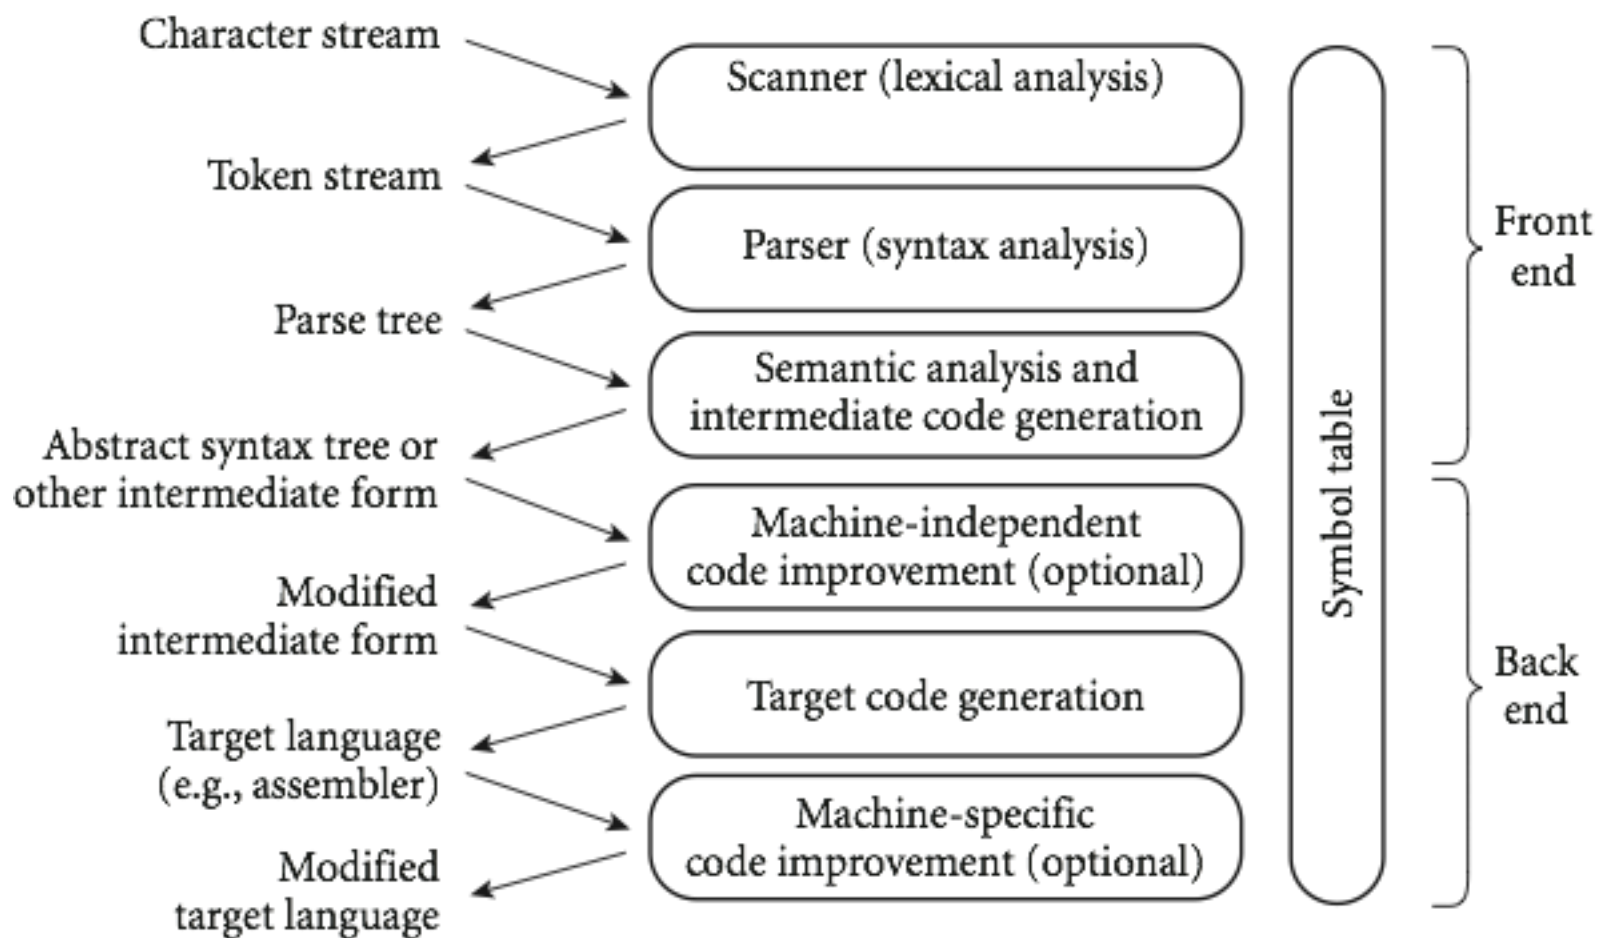 Character stream
Scanner (lexical analysis)
Token stream
Parser (syntax analysis)
Parse tree
Semantic analysis and
intermediate code generation
Abstract syntax tree or
other intermediate form
Machine-independent
code improvement (optional)
Modified
intermediate form
Target code generation
Target language
(e.g., assembler)
Machine-specific
code improvement (optional)
Modified
target language
Symbol table
Front
end
Back
end